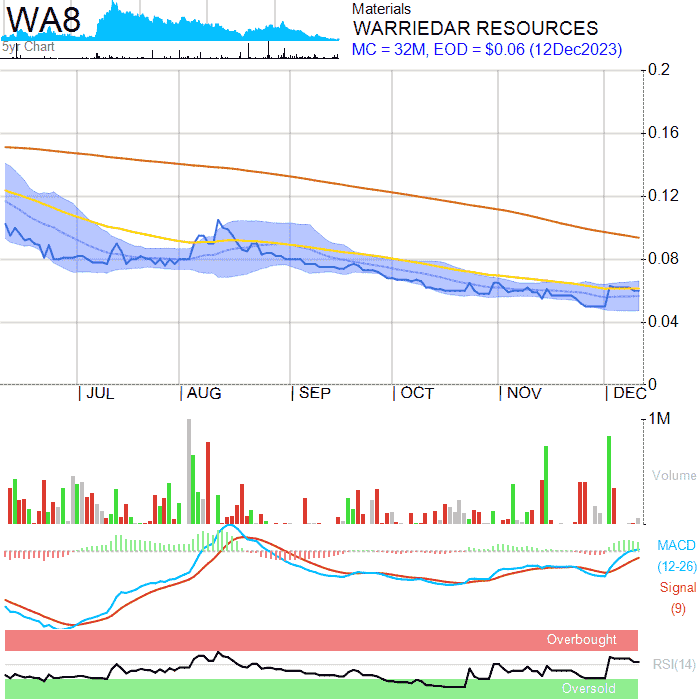 WA8
5yr Chart
Materials
WARRIEDAR RESOURCES
MC = 32M, EOD = $0.06 (12Dec2023)
0.2
0.16
0.12
0.08
0.04
0
JUL AUG SEP OCT NOV DEC
1M
Volume
MACD
(12-26)
Signal
(9)
Overbought
RSI(14)
Oversold